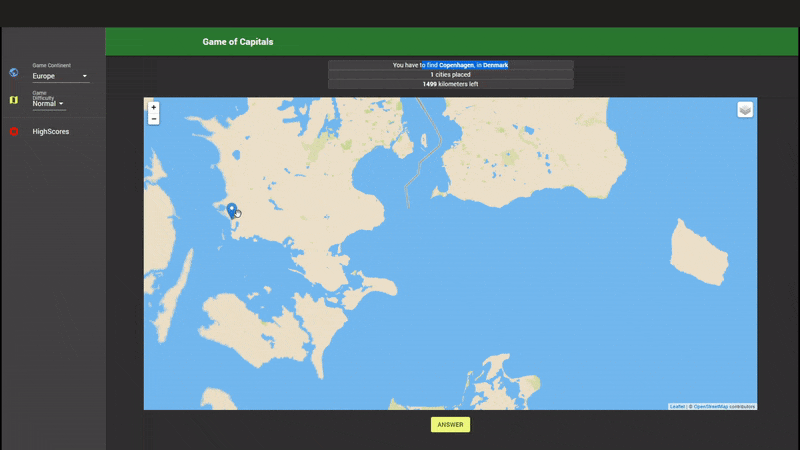 Game of Capitals
Game Continent
Europe
Game Difficulty
Normal
HighScores
You have to find Copenhagen, in Denmark
1 cities placed
1499 kilometers left
+
−
Leaflet | © OpenStreetMap contributors
ANSWER